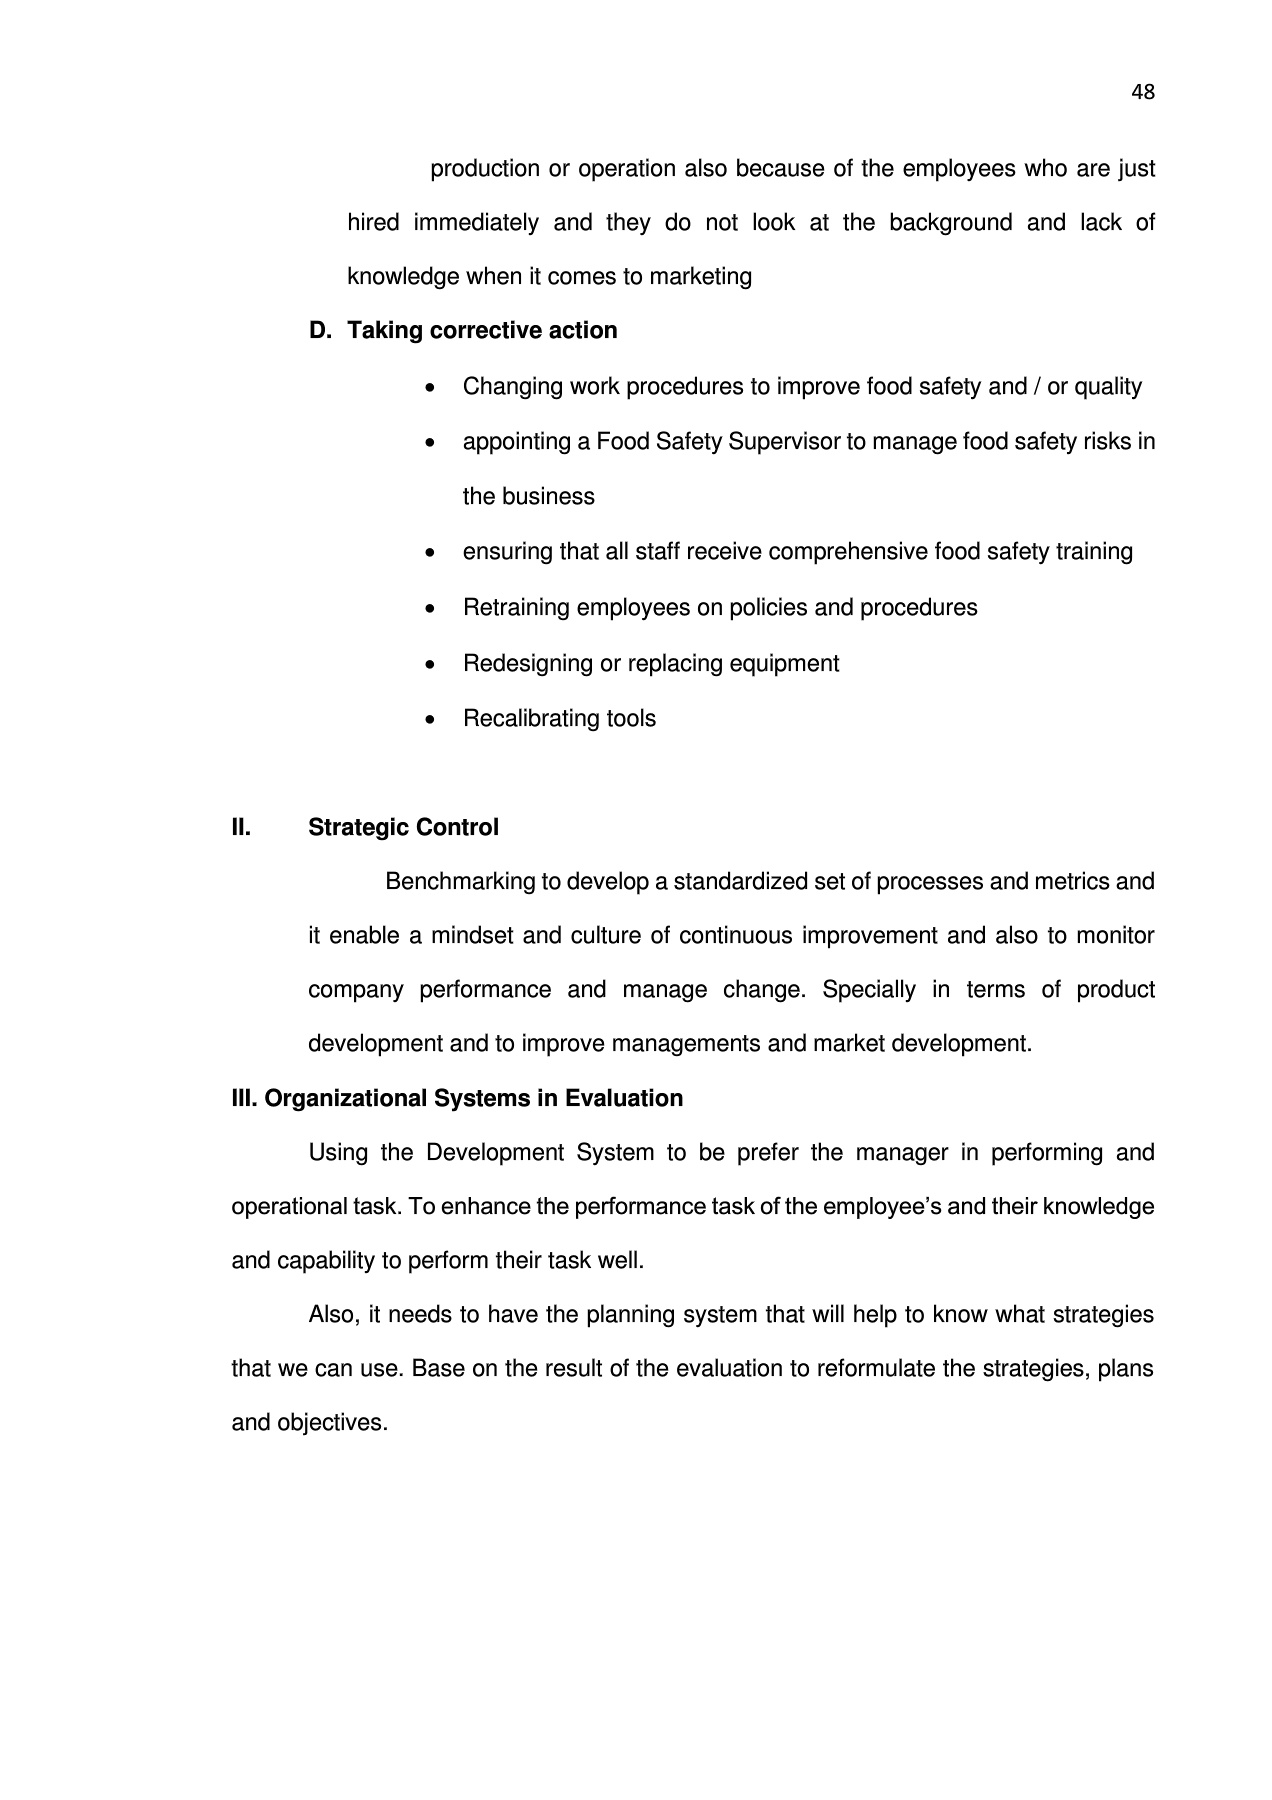 48
production or operation also because of the employees who are just
hired immediately and they do not look at the background and lack of
knowledge when it comes to marketing
D. Taking corrective action
• Changing work procedures to improve food safety and / or quality
• appointing a Food Safety Supervisor to manage food safety risks in
the business
• ensuring that all staff receive comprehensive food safety training
• Retraining employees on policies and procedures
• Redesigning or replacing equipment
• Recalibrating tools
II. Strategic Control
Benchmarking to develop a standardized set of processes and metrics and
it enable a mindset and culture of continuous improvement and also to monitor
company performance and manage change. Specially in terms of product
development and to improve managements and market development.
III. Organizational Systems in Evaluation
Using the Development System to be prefer the manager in performing and
operational task. To enhance the performance task of the employee’s and their knowledge
and capability to perform their task well.
Also, it needs to have the planning system that will help to know what strategies
that we can use. Base on the result of the evaluation to reformulate the strategies, plans
and objectives.